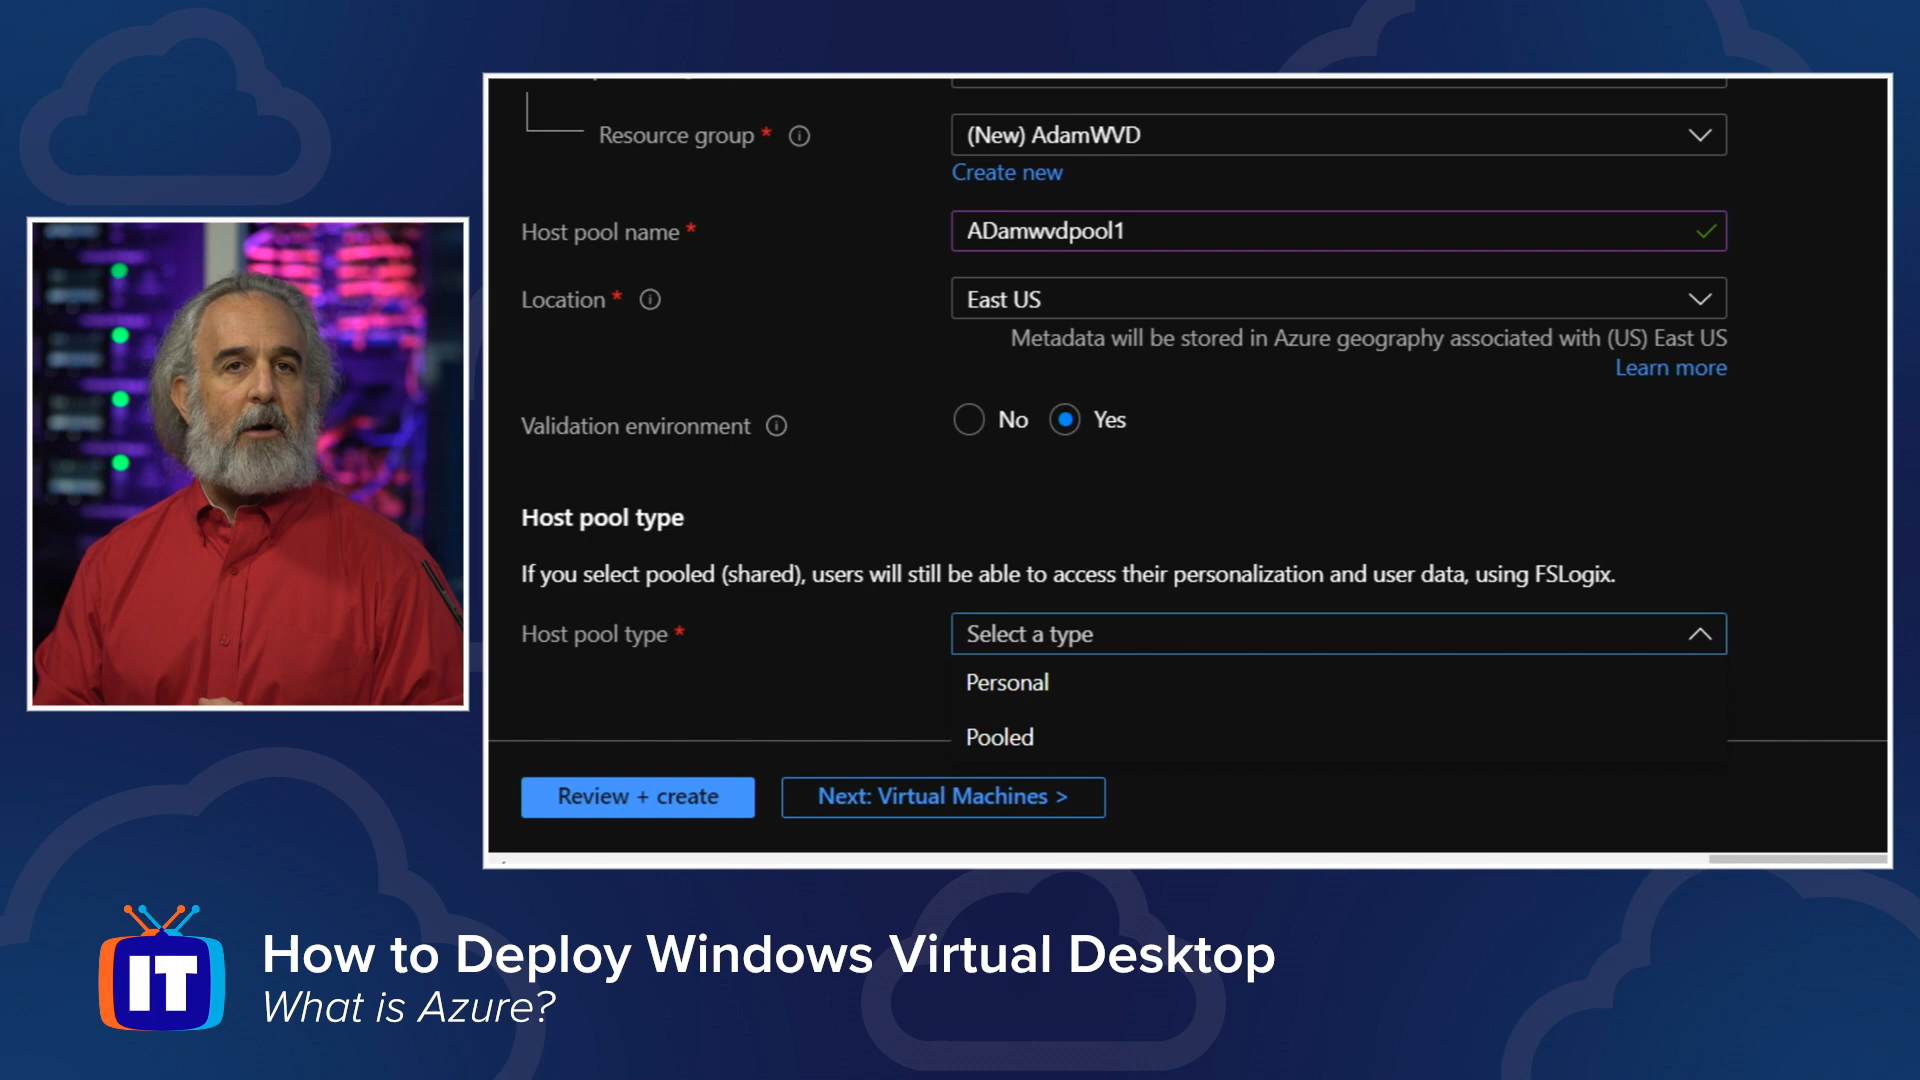 Resource group *
(New) AdamWVD
Create new
Host pool name *
ADamwvdpool1
Location *
East US
Metadata will be stored in Azure geography associated with (US) East US
Learn more
Validation environment
No Yes
Host pool type
If you select pooled (shared), users will still be able to access their personalization and user data, using FSLogix.
Host pool type *
Select a type
Personal
Pooled
Review + create
Next: Virtual Machines >
IT
How to Deploy Windows Virtual Desktop
What is Azure?